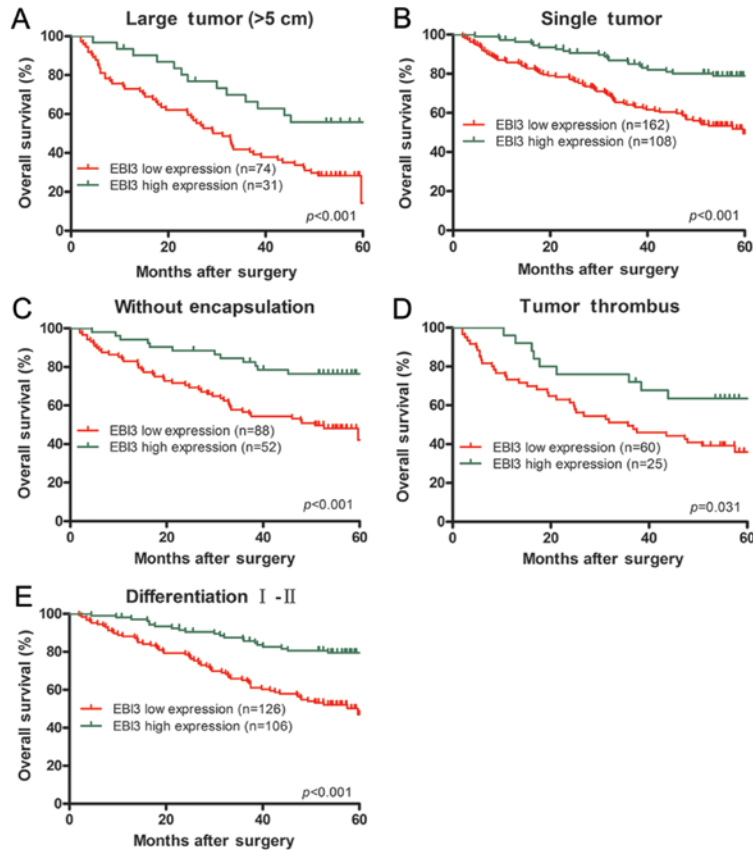 A
Large tumor (>5 cm)
Overall survival (%)
100
80
60
40
20
0
EBI3 low expression (n=74)
EBI3 high expression (n=31)
p<0.001
0 20 40 60
Months after surgery
B
Single tumor
Overall survival (%)
100
80
60
40
20
0
EBI3 low expression (n=162)
EBI3 high expression (n=108)
p<0.001
0 20 40 60
Months after surgery
C
Without encapsulation
Overall survival (%)
100
80
60
40
20
0
EBI3 low expression (n=88)
EBI3 high expression (n=52)
p<0.001
0 20 40 60
Months after surgery
D
Tumor thrombus
Overall survival (%)
100
80
60
40
20
0
EBI3 low expression (n=60)
EBI3 high expression (n=25)
p=0.031
0 20 40 60
Months after surgery
E
Differentiation Ⅰ -Ⅱ
Overall survival (%)
100
80
60
40
20
0
EBI3 low expression (n=126)
EBI3 high expression (n=106)
p<0.001
0 20 40 60
Months after surgery